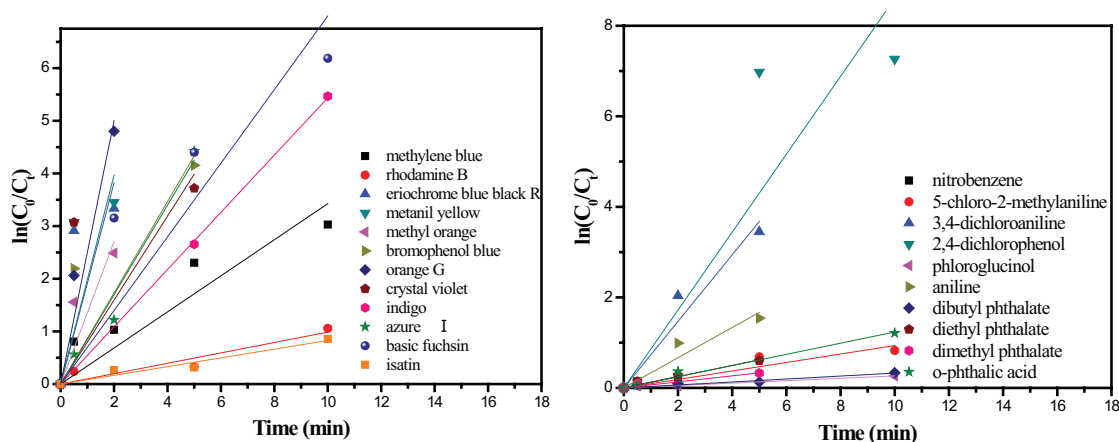 ln(C₀/Cₜ)
6
5
4
3
2
1
0
0 2 4 6 8 10 12 14 16 18
Time (min)
methylene blue
rhodamine B
eriochrome blue black R
metanil yellow
methyl orange
bromophenol blue
orange G
crystal violet
indigo
azure I
basic fuchsin
isatin
ln(C₀/Cₜ)
8
6
4
2
0
0 2 4 6 8 10 12 14 16 18
Time (min)
nitrobenzene
5-chloro-2-methylaniline
3,4-dichloroaniline
2,4-dichlorophenol
phloroglucinol
aniline
dibutyl phthalate
diethyl phthalate
dimethyl phthalate
o-phthalic acid